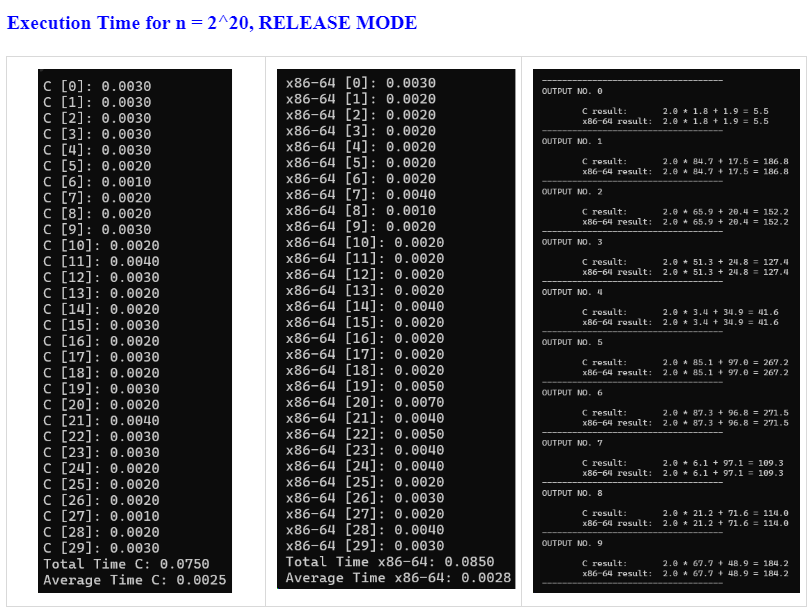 Execution Time for n = 2^20, RELEASE MODE
C [0]: 0.0030
C [1]: 0.0030
C [2]: 0.0030
C [3]: 0.0030
C [4]: 0.0030
C [5]: 0.0020
C [6]: 0.0010
C [7]: 0.0020
C [8]: 0.0020
C [9]: 0.0030
C [10]: 0.0020
C [11]: 0.0040
C [12]: 0.0030
C [13]: 0.0020
C [14]: 0.0020
C [15]: 0.0030
C [16]: 0.0020
C [17]: 0.0030
C [18]: 0.0020
C [19]: 0.0030
C [20]: 0.0020
C [21]: 0.0040
C [22]: 0.0030
C [23]: 0.0030
C [24]: 0.0020
C [25]: 0.0020
C [26]: 0.0020
C [27]: 0.0010
C [28]: 0.0020
C [29]: 0.0030
Total Time C: 0.0750
Average Time C: 0.0025
x86-64 [0]: 0.0030
x86-64 [1]: 0.0020
x86-64 [2]: 0.0020
x86-64 [3]: 0.0020
x86-64 [4]: 0.0020
x86-64 [5]: 0.0020
x86-64 [6]: 0.0020
x86-64 [7]: 0.0040
x86-64 [8]: 0.0010
x86-64 [9]: 0.0020
x86-64 [10]: 0.0020
x86-64 [11]: 0.0020
x86-64 [12]: 0.0020
x86-64 [13]: 0.0020
x86-64 [14]: 0.0040
x86-64 [15]: 0.0020
x86-64 [16]: 0.0020
x86-64 [17]: 0.0020
x86-64 [18]: 0.0020
x86-64 [19]: 0.0050
x86-64 [20]: 0.0070
x86-64 [21]: 0.0040
x86-64 [22]: 0.0050
x86-64 [23]: 0.0040
x86-64 [24]: 0.0040
x86-64 [25]: 0.0020
x86-64 [26]: 0.0030
x86-64 [27]: 0.0020
x86-64 [28]: 0.0040
x86-64 [29]: 0.0030
Total Time x86-64: 0.0850
Average Time x86-64: 0.0028
OUTPUT NO. 0
C result: 2.0 * 1.8 + 1.9 = 5.5
x86-64 result: 2.0 * 1.8 + 1.9 = 5.5
OUTPUT NO. 1
C result: 2.0 * 84.7 + 17.5 = 186.8
x86-64 result: 2.0 * 84.7 + 17.5 = 186.8
OUTPUT NO. 2
C result: 2.0 * 65.9 + 20.4 = 152.2
x86-64 result: 2.0 * 65.9 + 20.4 = 152.2
OUTPUT NO. 3
C result: 2.0 * 51.3 + 24.8 = 127.4
x86-64 result: 2.0 * 51.3 + 24.8 = 127.4
OUTPUT NO. 4
C result: 2.0 * 3.4 + 34.9 = 41.6
x86-64 result: 2.0 * 3.4 + 34.9 = 41.6
OUTPUT NO. 5
C result: 2.0 * 85.1 + 97.0 = 267.2
x86-64 result: 2.0 * 85.1 + 97.0 = 267.2
OUTPUT NO. 6
C result: 2.0 * 87.3 + 96.8 = 271.5
x86-64 result: 2.0 * 87.3 + 96.8 = 271.5
OUTPUT NO. 7
C result: 2.0 * 6.1 + 97.1 = 109.3
x86-64 result: 2.0 * 6.1 + 97.1 = 109.3
OUTPUT NO. 8
C result: 2.0 * 21.2 + 71.6 = 114.0
x86-64 result: 2.0 * 21.2 + 71.6 = 114.0
OUTPUT NO. 9
C result: 2.0 * 67.7 + 48.9 = 184.2
x86-64 result: 2.0 * 67.7 + 48.9 = 184.2